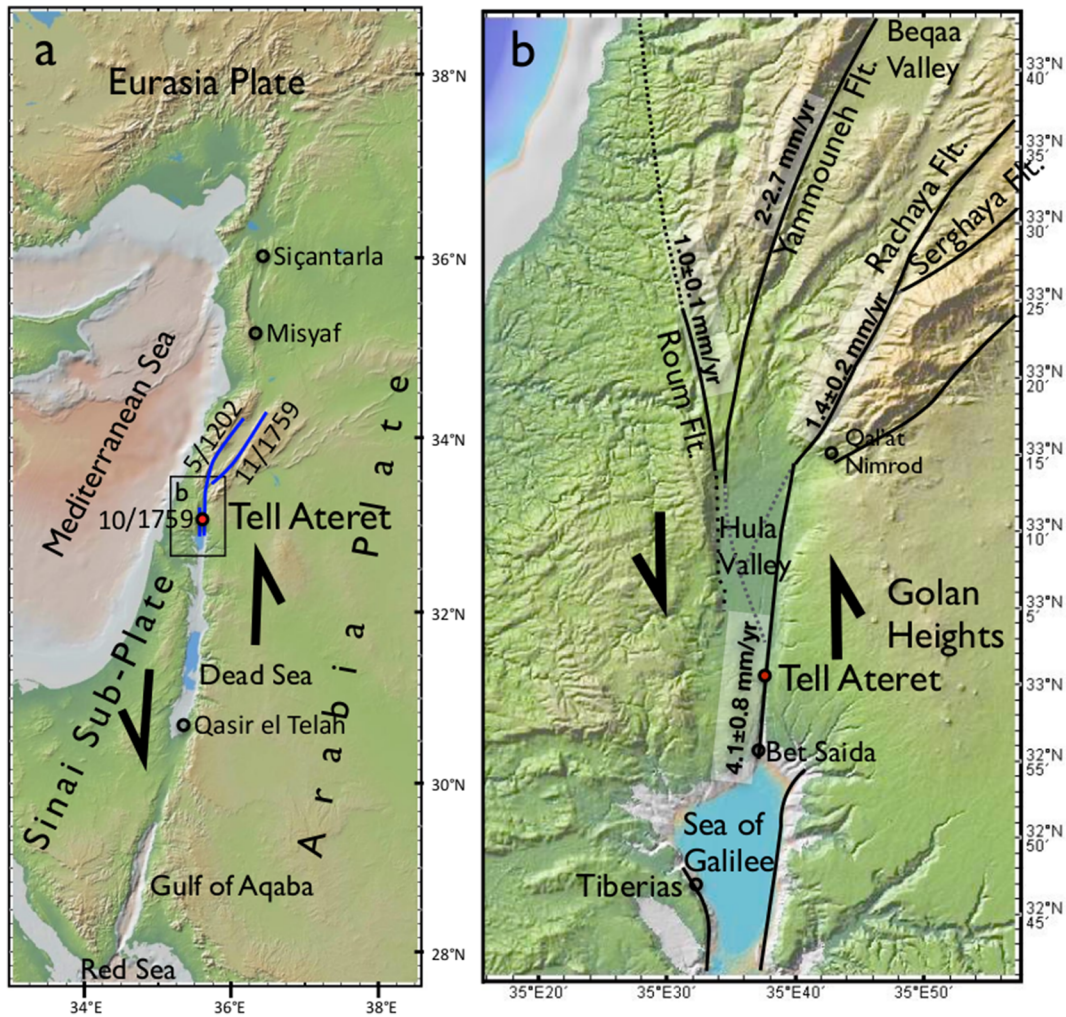 a
Eurasia Plate
Siçantarla
Misyaf
Mediterranean Sea
5/1202
11/1759
b
10/1759
Tell Ateret
Sinai Sub-Plate
Arabia Plate
Dead Sea
Qasir el Telah
Gulf of Aqaba
Red Sea
38°N
36°N
34°N
32°N
30°N
28°N
34°E
36°E
38°E
b
Beqaa
Valley
2-2.7 mm/yr
Yammouneh Flt.
Rachaya Flt.
Serghaya Flt.
1.0±0.1 mm/yr
Roum Flt.
1.4±0.2 mm/yr
Qal'at
Nimrod
Hula
Valley
Golan
Heights
4.1±0.8 mm/yr
Tell Ateret
Bet Saida
Sea of
Galilee
Tiberias
33°N
40'
33°N
35'
33°N
30'
33°N
25'
33°N
20'
33°N
15'
33°N
10'
33°N
5'
33°N
32°N
55'
32°N
50'
32°N
45'
35°E20'
35°E30'
35°E40'
35°E50'